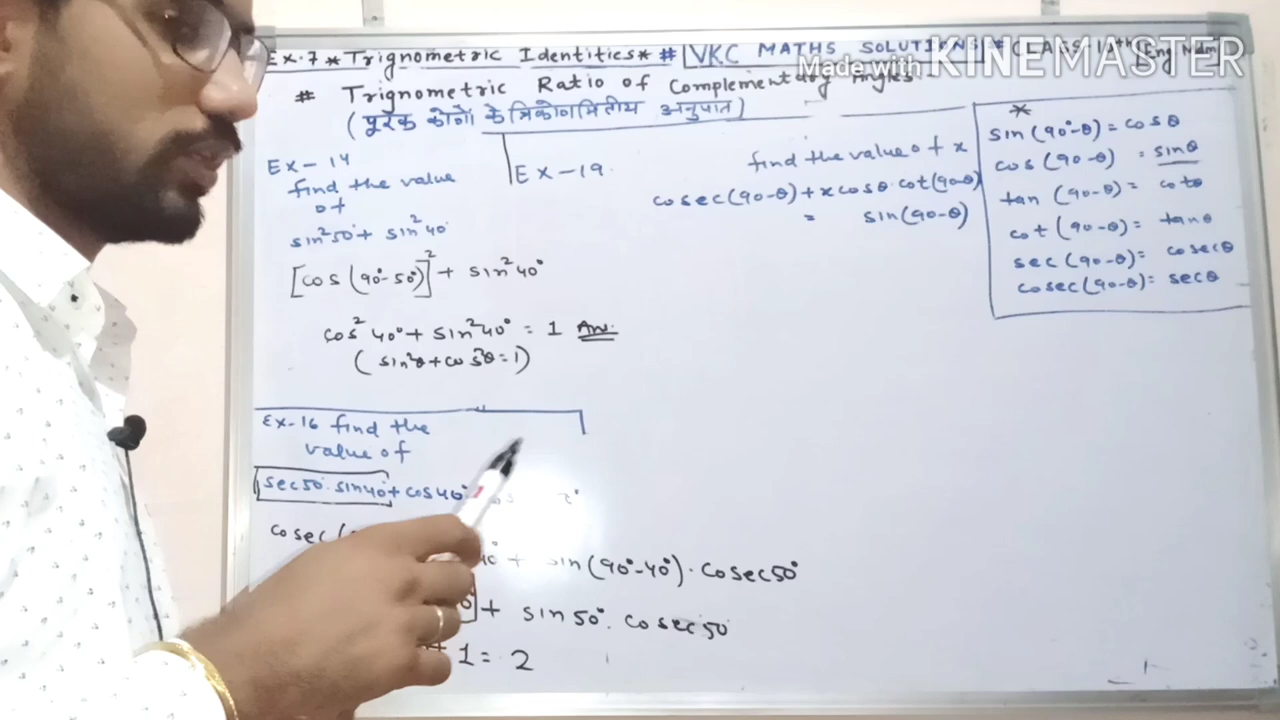 Ex.7 * Trignometric Identities * # VKC MATHS SOLUTIONS # CLASS
Made with KINEMASTER
# Trignometric Ratio of Complementary Angles
(पूरक कोणों के त्रिकोणमितीय अनुपात)
Ex-14
find the value
of
sin²50°+ sin²40°
[cos(90°-50°)]²+ sin²40°
cos²40°+ sin²40° = 1 Ans.
(sin²θ+cos²θ=1)
Ex-16 find the
value of
sec50°. sin40°+ cos40°
cosec(
+ sin(90°-40°). cosec50°
+ sin50°. cosec50
1= 2
Ex-19.
find the value of x
cosec(90-θ)+xcosθ.cot(90-θ)
= sin(90-θ)
*
sin(90°-θ)=cosθ
cos(90-θ) = sinθ
tan(90-θ)= cotθ
cot(90-θ)= tanθ
sec(90-θ)= cosecθ
cosec(90-θ)= secθ